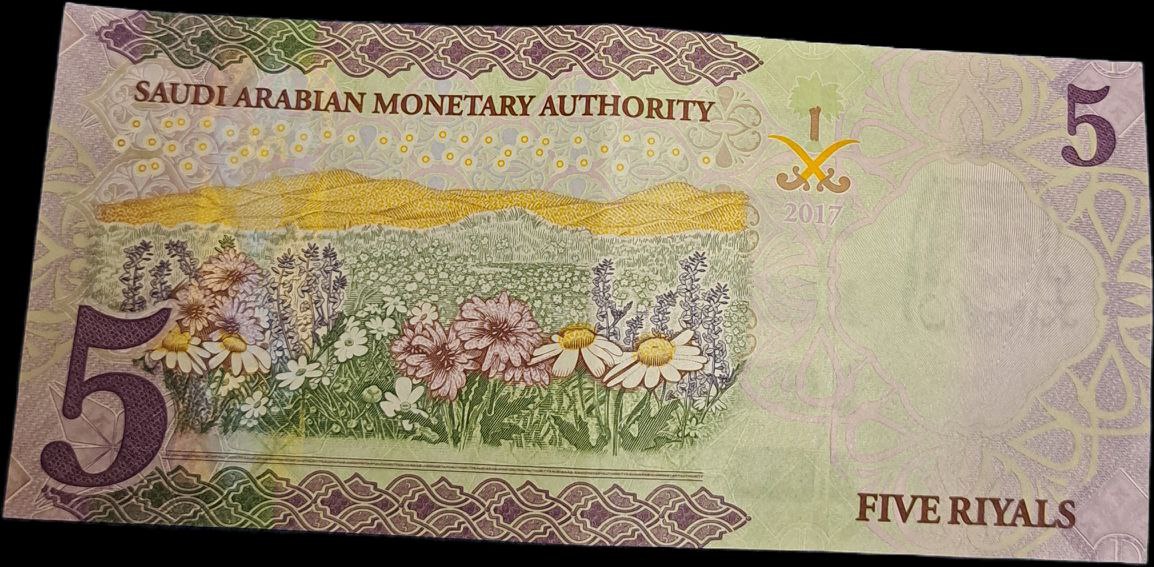 SAUDI ARABIAN MONETARY AUTHORITY
5
2017
5
FIVE RIYALS